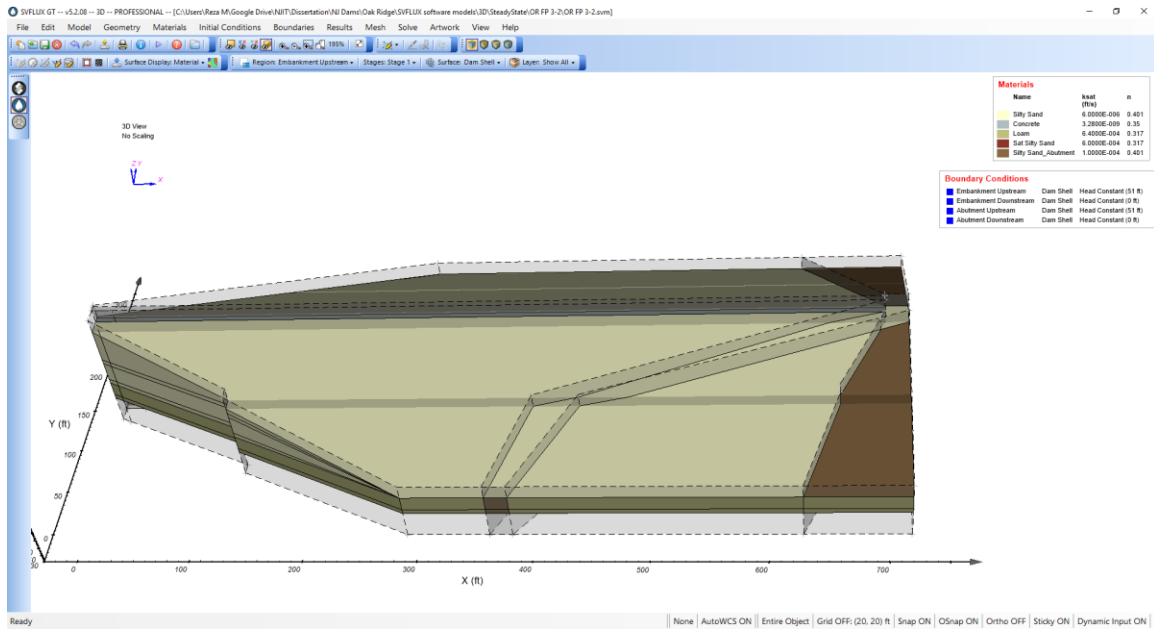 SVFLUX GT -- v5.2.08 -- 3D -- PROFESSIONAL -- [C:\Users\Reza M\Google Drive\NJIT\Dissertation\NJ Dams\Oak Ridge\SVFLUX software models\3D\SteadyState\OR FP 3-2\OR FP 3-2.svm]
File Edit Model Geometry Materials Initial Conditions Boundaries Results Mesh Solve Artwork View Help
195%
Surface Display: Material Region: Embankment Upstream Stages: Stage 1 Surface: Dam Shell Layer: Show All
3D View
No Scaling
Z Y
X
Materials
Name ksat n
(ft/s)
Silty Sand 6.0000E-006 0.401
Concrete 3.2800E-009 0.35
Loam 6.4000E-004 0.317
Sat Silty Sand 6.0000E-004 0.317
Silty Sand_Abutment 1.0000E-004 0.401
Boundary Conditions
Embankment Upstream Dam Shell Head Constant (51 ft)
Embankment Downstream Dam Shell Head Constant (0 ft)
Abutment Upstream Dam Shell Head Constant (51 ft)
Abutment Downstream Dam Shell Head Constant (0 ft)
200
150
Y (ft)
100
50
0
0 100 200 300 400 500 600 700
X (ft)
Ready None AutoWCS ON Entire Object Grid OFF: (20, 20) ft Snap ON OSnap ON Ortho OFF Sticky ON Dynamic Input ON